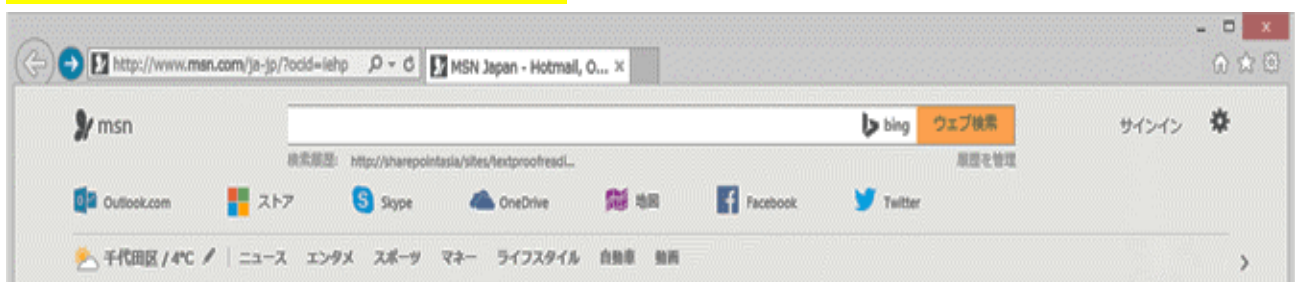 http://www.msn.com/ja-jp/?ocid=iehp
MSN Japan - Hotmail, O... ×
msn
bing ウェブ検索 サインイン
検索履歴: http://sharepointasia/sites/textproofreadi... 履歴を管理
Outlook.com ストア Skype OneDrive 地図 Facebook Twitter
千代田区 / 4°C ニュース エンタメ スポーツ マネー ライフスタイル 自動車 動画